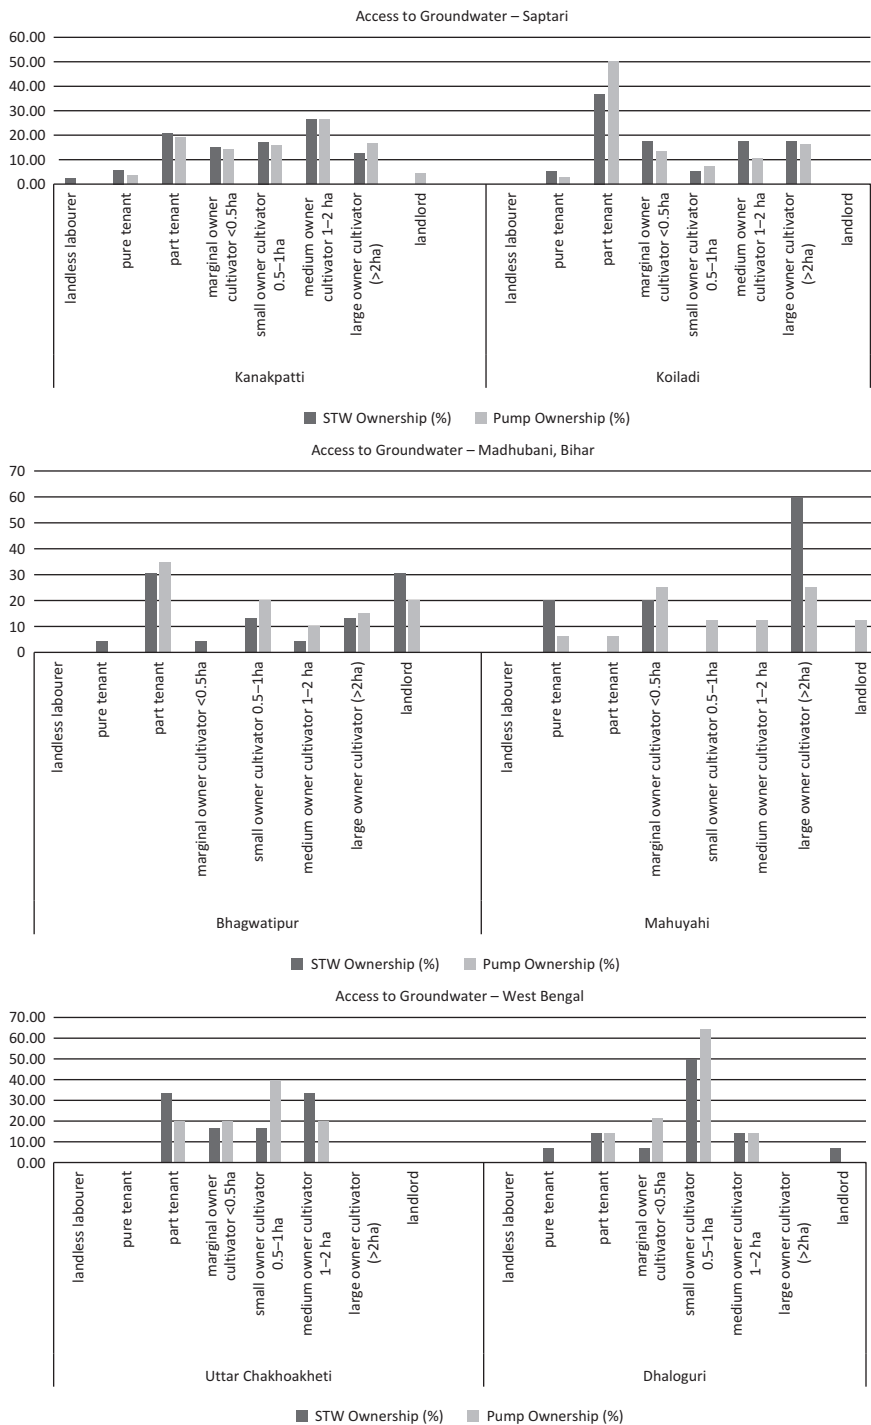 Access to Groundwater – Saptari
60.00
50.00
40.00
30.00
20.00
10.00
0.00
landless labourer
pure tenant
part tenant
marginal owner
cultivator <0.5ha
small owner cultivator
0.5–1ha
medium owner
cultivator 1–2 ha
large owner cultivator
(>2ha)
landlord
landless labourer
pure tenant
part tenant
marginal owner
cultivator <0.5ha
small owner cultivator
0.5–1ha
medium owner
cultivator 1–2 ha
large owner cultivator
(>2ha)
landlord
Kanakpatti
Koiladi
STW Ownership (%)
Pump Ownership (%)
Access to Groundwater – Madhubani, Bihar
70
60
50
40
30
20
10
0
landless labourer
pure tenant
part tenant
marginal owner cultivator <0.5ha
small owner cultivator 0.5–1ha
medium owner cultivator 1–2 ha
large owner cultivator (>2ha)
landlord
landless labourer
pure tenant
part tenant
marginal owner cultivator <0.5ha
small owner cultivator 0.5–1ha
medium owner cultivator 1–2 ha
large owner cultivator (>2ha)
landlord
Bhagwatipur
Mahuyahi
STW Ownership (%)
Pump Ownership (%)
Access to Groundwater – West Bengal
70.00
60.00
50.00
40.00
30.00
20.00
10.00
0.00
landless labourer
pure tenant
part tenant
marginal owner
cultivator <0.5ha
small owner cultivator
0.5–1ha
medium owner cultivator
1–2 ha
large owner cultivator
(>2ha)
landlord
landless labourer
pure tenant
part tenant
marginal owner
cultivator <0.5ha
small owner cultivator
0.5–1ha
medium owner cultivator
1–2 ha
large owner cultivator
(>2ha)
landlord
Uttar Chakhoakheti
Dhaloguri
STW Ownership (%)
Pump Ownership (%)